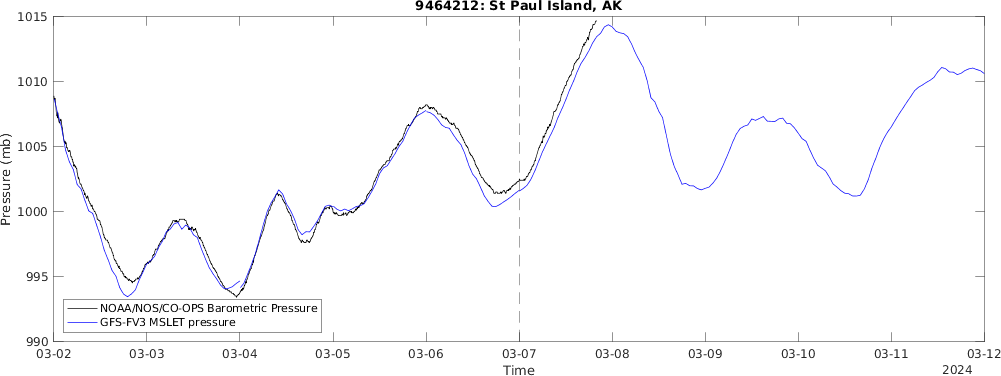 9464212: St Paul Island, AK
1015
1010
1005
1000
995
990
Pressure (mb)
NOAA/NOS/CO-OPS Barometric Pressure
GFS-FV3 MSLET pressure
03-02 03-03 03-04 03-05 03-06 03-07 03-08 03-09 03-10 03-11 03-12
Time
2024